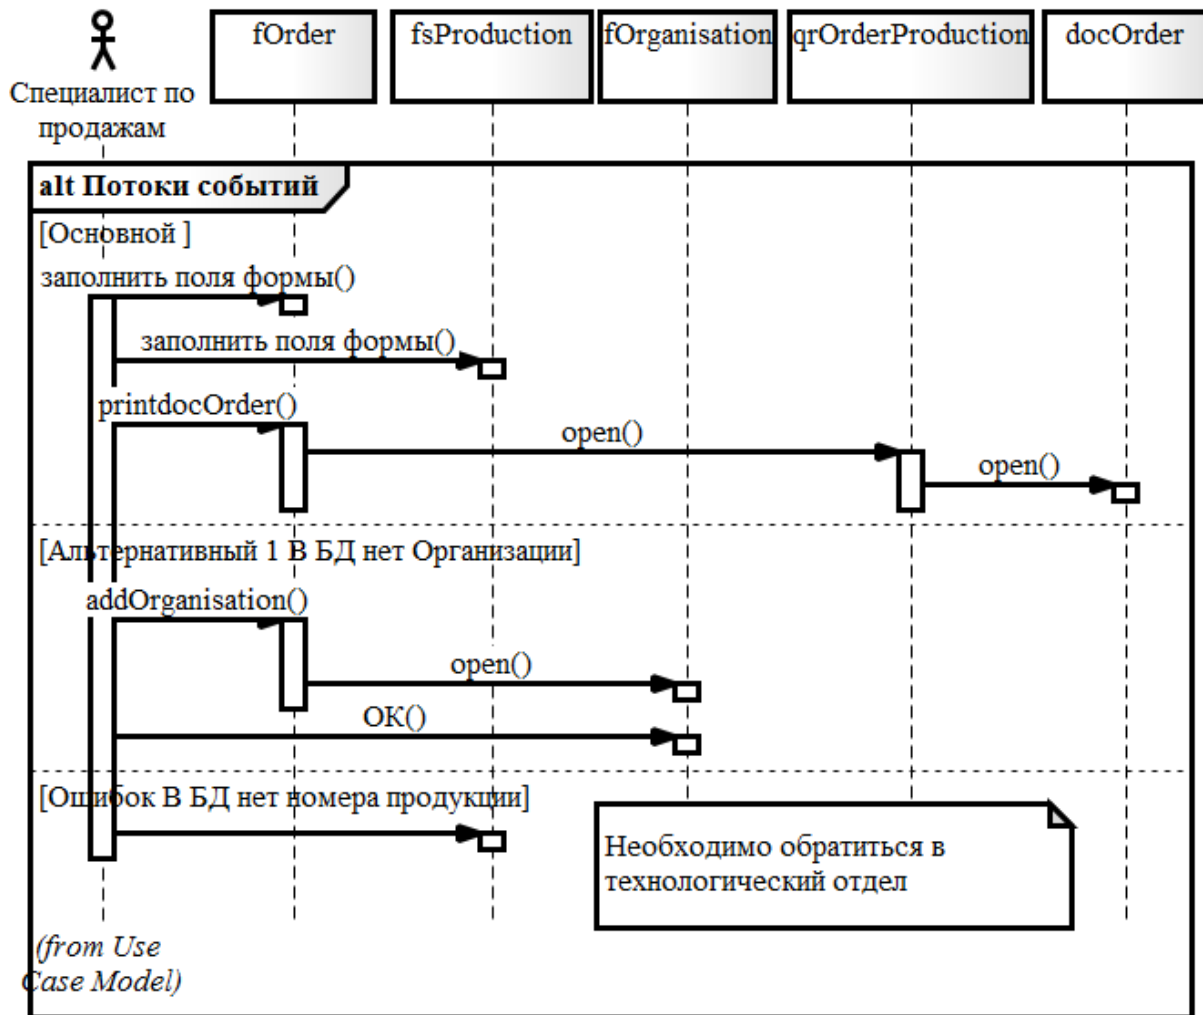 fOrder
fsProduction
fOrganisation
qrOrderProduction
docOrder
Специалист по
продажам
alt Потоки событий
[Основной ]
заполнить поля формы()
заполнить поля формы()
printdocOrder()
open()
open()
[Альтернативный 1 В БД нет Организации]
addOrganisation()
open()
OK()
[Ошибок В БД нет номера продукции]
Необходимо обратиться в
технологический отдел
(from Use
Case Model)